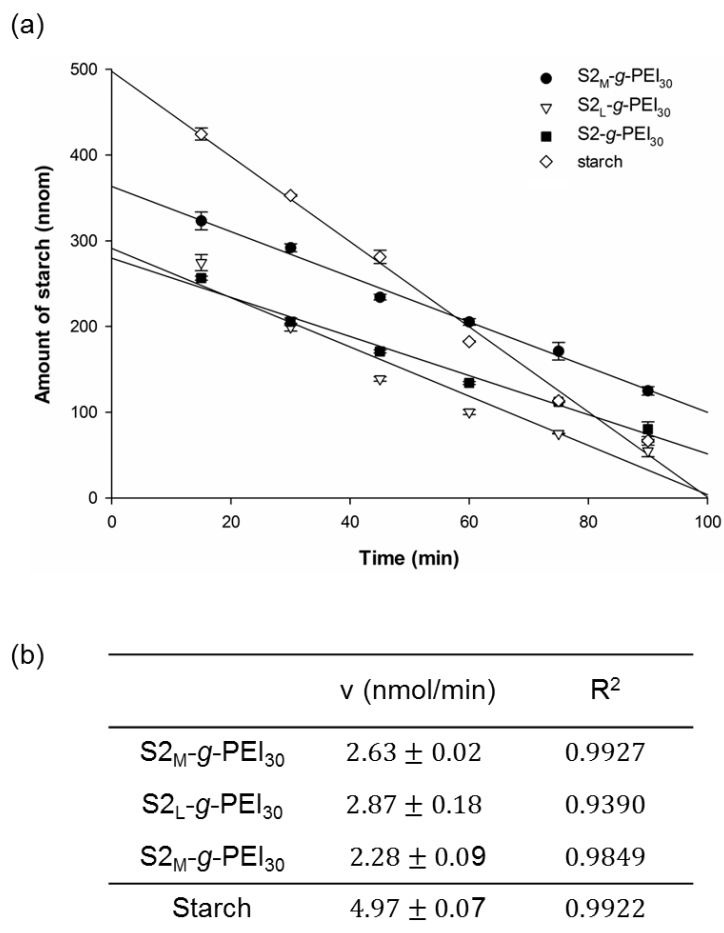 (a)
500
400
300
200
100
0
Amount of starch (nnom)
S2M-g-PEI30
S2L-g-PEI30
S2-g-PEI30
starch
0 20 40 60 80 100
Time (min)
(b)
v (nmol/min) R²
S2M-g-PEI30 2.63 ± 0.02 0.9927
S2L-g-PEI30 2.87 ± 0.18 0.9390
S2M-g-PEI30 2.28 ± 0.09 0.9849
Starch 4.97 ± 0.07 0.9922